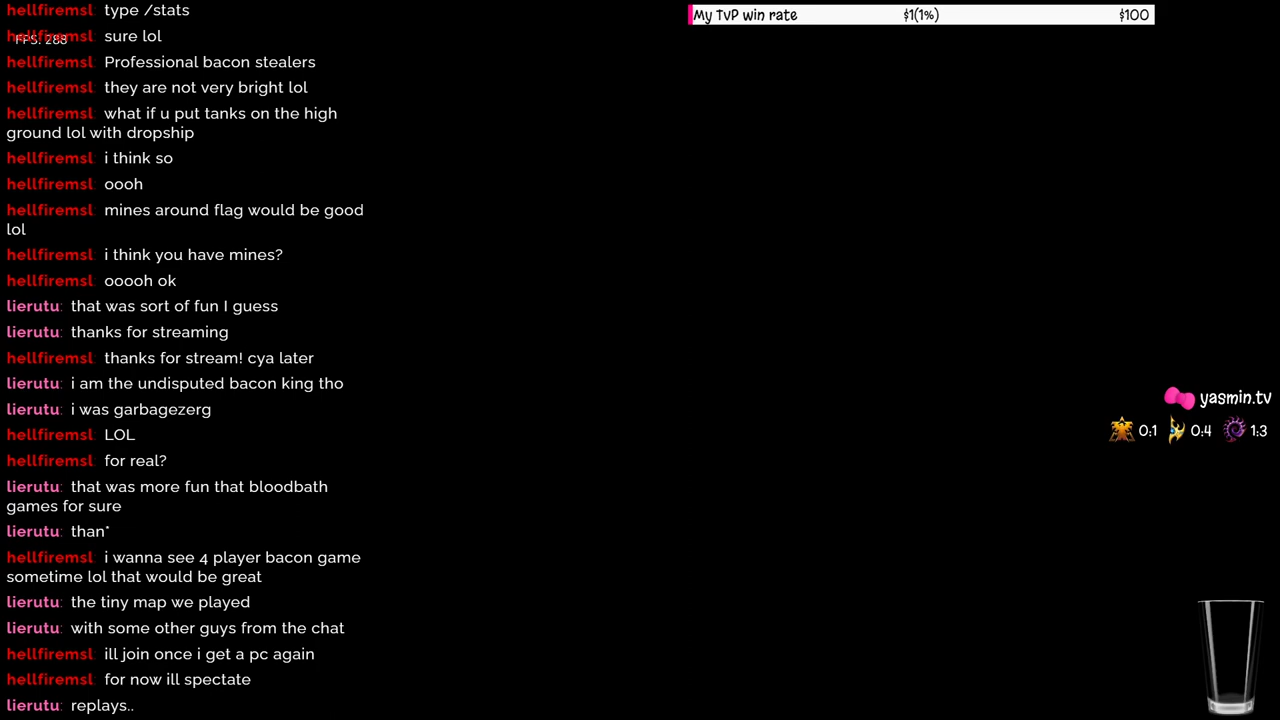 hellfiremsl: type /stats
My TvP win rate $1(1%) $100
FPS: 288
hellfiremsl: sure lol
hellfiremsl: Professional bacon stealers
hellfiremsl: they are not very bright lol
hellfiremsl: what if u put tanks on the high
ground lol with dropship
hellfiremsl: i think so
hellfiremsl: oooh
hellfiremsl: mines around flag would be good
lol
hellfiremsl: i think you have mines?
hellfiremsl: ooooh ok
lierutu: that was sort of fun I guess
lierutu: thanks for streaming
hellfiremsl: thanks for stream! cya later
lierutu: i am the undisputed bacon king tho
lierutu: i was garbagezerg
hellfiremsl: LOL
hellfiremsl: for real?
lierutu: that was more fun that bloodbath
games for sure
lierutu: than*
hellfiremsl: i wanna see 4 player bacon game
sometime lol that would be great
lierutu: the tiny map we played
lierutu: with some other guys from the chat
hellfiremsl: ill join once i get a pc again
hellfiremsl: for now ill spectate
lierutu: replays..
yasmin.tv
0:1 0:4 1:3